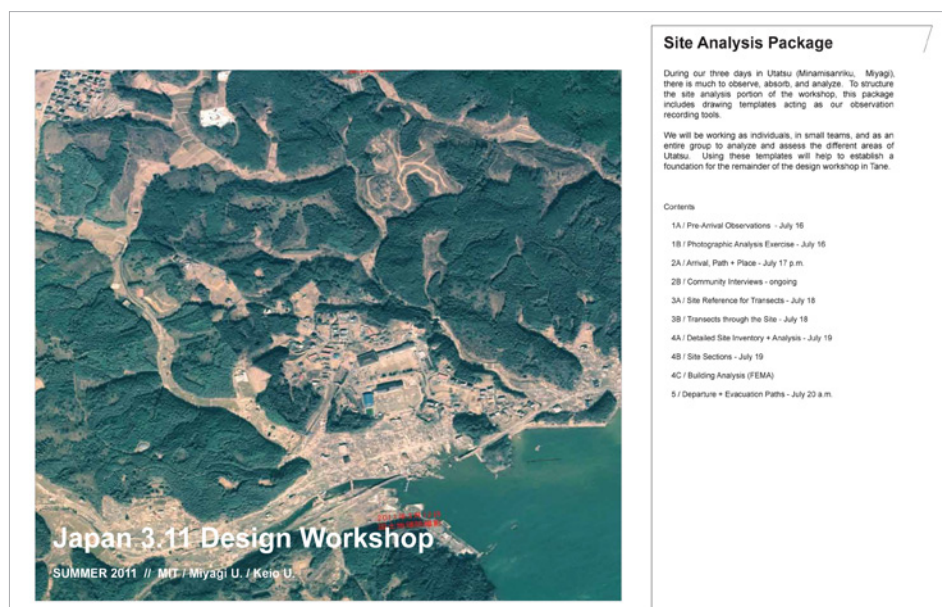 Site Analysis Package
During our three days in Utatsu (Minamisanriku, Miyagi),
there is much to observe, absorb, and analyze. To structure
the site analysis portion of the workshop, this package
includes drawing templates acting as our observation
recording tools.
We will be working as individuals, in small teams, and as an
entire group to analyze and assess the different areas of
Utatsu. Using these templates will help to establish a
foundation for the remainder of the design workshop in Tane.
Contents
1A / Pre-Arrival Observations - July 16
1B / Photographic Analysis Exercise - July 16
2A / Arrival, Path + Place - July 17 p.m.
2B / Community Interviews - ongoing
3A / Site Reference for Transects - July 18
3B / Transects through the Site - July 18
4A / Detailed Site Inventory + Analysis - July 19
4B / Site Sections - July 19
4C / Building Analysis (FEMA)
5 / Departure + Evacuation Paths - July 20 a.m.
Japan 3.11 Design Workshop
SUMMER 2011 // MIT / Miyagi U. / Keio U.